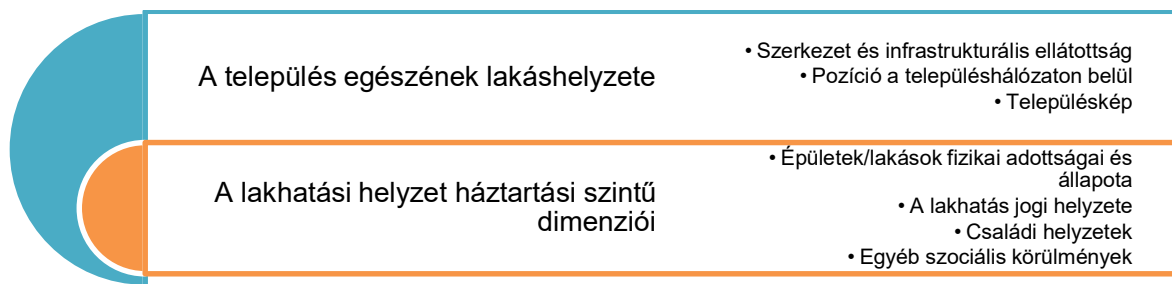 A település egészének lakáshelyzete
• Szerkezet és infrastrukturális ellátottság
• Pozíció a településhálózaton belül
• Településkép
A lakhatási helyzet háztartási szintű
dimenziói
• Épületek/lakások fizikai adottságai és
állapota
• A lakhatás jogi helyzete
• Családi helyzetek
• Egyéb szociális körülmények